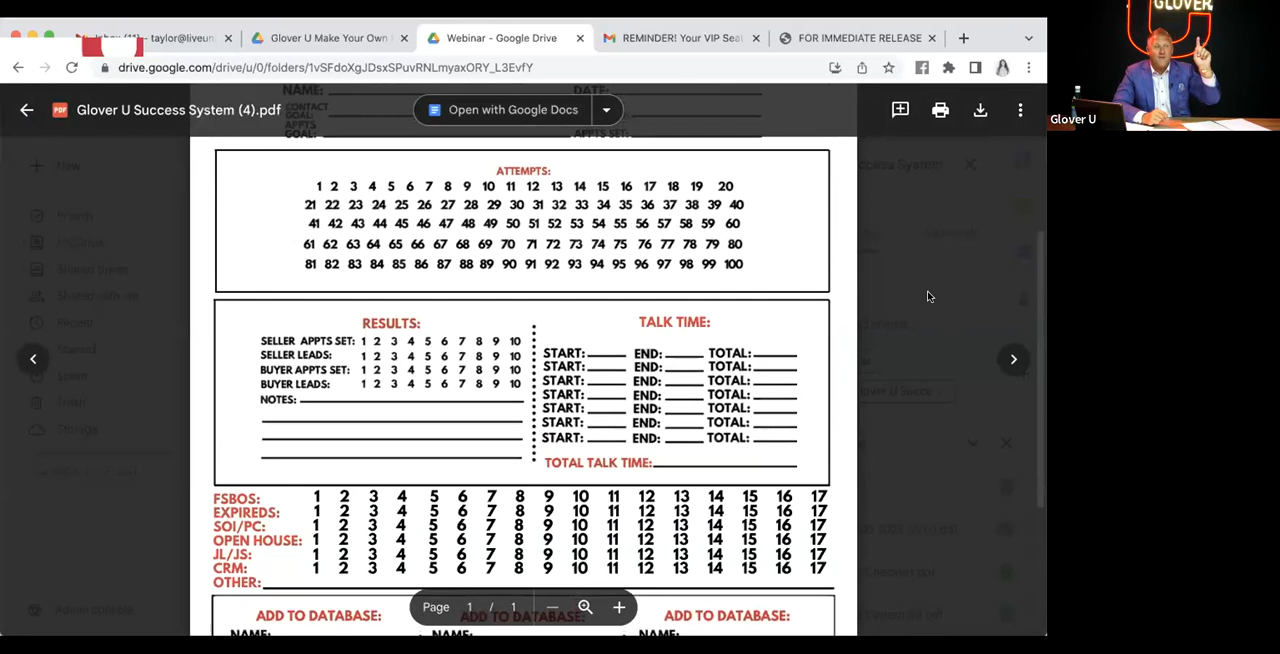 GLOVER
U
Inbox (11) - taylor@liveun
Glover U Make Your Own
Webinar - Google Drive
REMINDER! Your VIP Sea
FOR IMMEDIATE RELEASE
drive.google.com/drive/u/0/folders/1vSFdoXgJDsxSPuvRNLmyaxORY_L3EvfY
PDF Glover U Success System (4).pdf
Open with Google Docs
Glover U
NAME: DATE:
CONTACT GOAL:
APPTS GOAL: APPTS SET:
New
ATTEMPTS:
1 2 3 4 5 6 7 8 9 10 11 12 13 14 15 16 17 18 19 20
21 22 23 24 25 26 27 28 29 30 31 32 33 34 35 36 37 38 39 40
41 42 43 44 45 46 47 48 49 50 51 52 53 54 55 56 57 58 59 60
61 62 63 64 65 66 67 68 69 70 71 72 73 74 75 76 77 78 79 80
81 82 83 84 85 86 87 88 89 90 91 92 93 94 95 96 97 98 99 100
RESULTS:
SELLER APPTS SET: 1 2 3 4 5 6 7 8 9 10
SELLER LEADS: 1 2 3 4 5 6 7 8 9 10
BUYER APPTS SET: 1 2 3 4 5 6 7 8 9 10
BUYER LEADS: 1 2 3 4 5 6 7 8 9 10
NOTES:
TALK TIME:
START: END: TOTAL:
START: END: TOTAL:
START: END: TOTAL:
START: END: TOTAL:
START: END: TOTAL:
START: END: TOTAL:
START: END: TOTAL:
TOTAL TALK TIME:
FSBOS: 1 2 3 4 5 6 7 8 9 10 11 12 13 14 15 16 17
EXPIREDS: 1 2 3 4 5 6 7 8 9 10 11 12 13 14 15 16 17
SOI/PC: 1 2 3 4 5 6 7 8 9 10 11 12 13 14 15 16 17
OPEN HOUSE: 1 2 3 4 5 6 7 8 9 10 11 12 13 14 15 16 17
JL/JS: 1 2 3 4 5 6 7 8 9 10 11 12 13 14 15 16 17
CRM: 1 2 3 4 5 6 7 8 9 10 11 12 13 14 15 16 17
OTHER:
Page 1 / 1
ADD TO DATABASE: ADD TO DATABASE: ADD TO DATABASE:
NAME: NAME: NAME:
Shared with me
Recent
Starred
Spam
Trash
Storage
Admin console